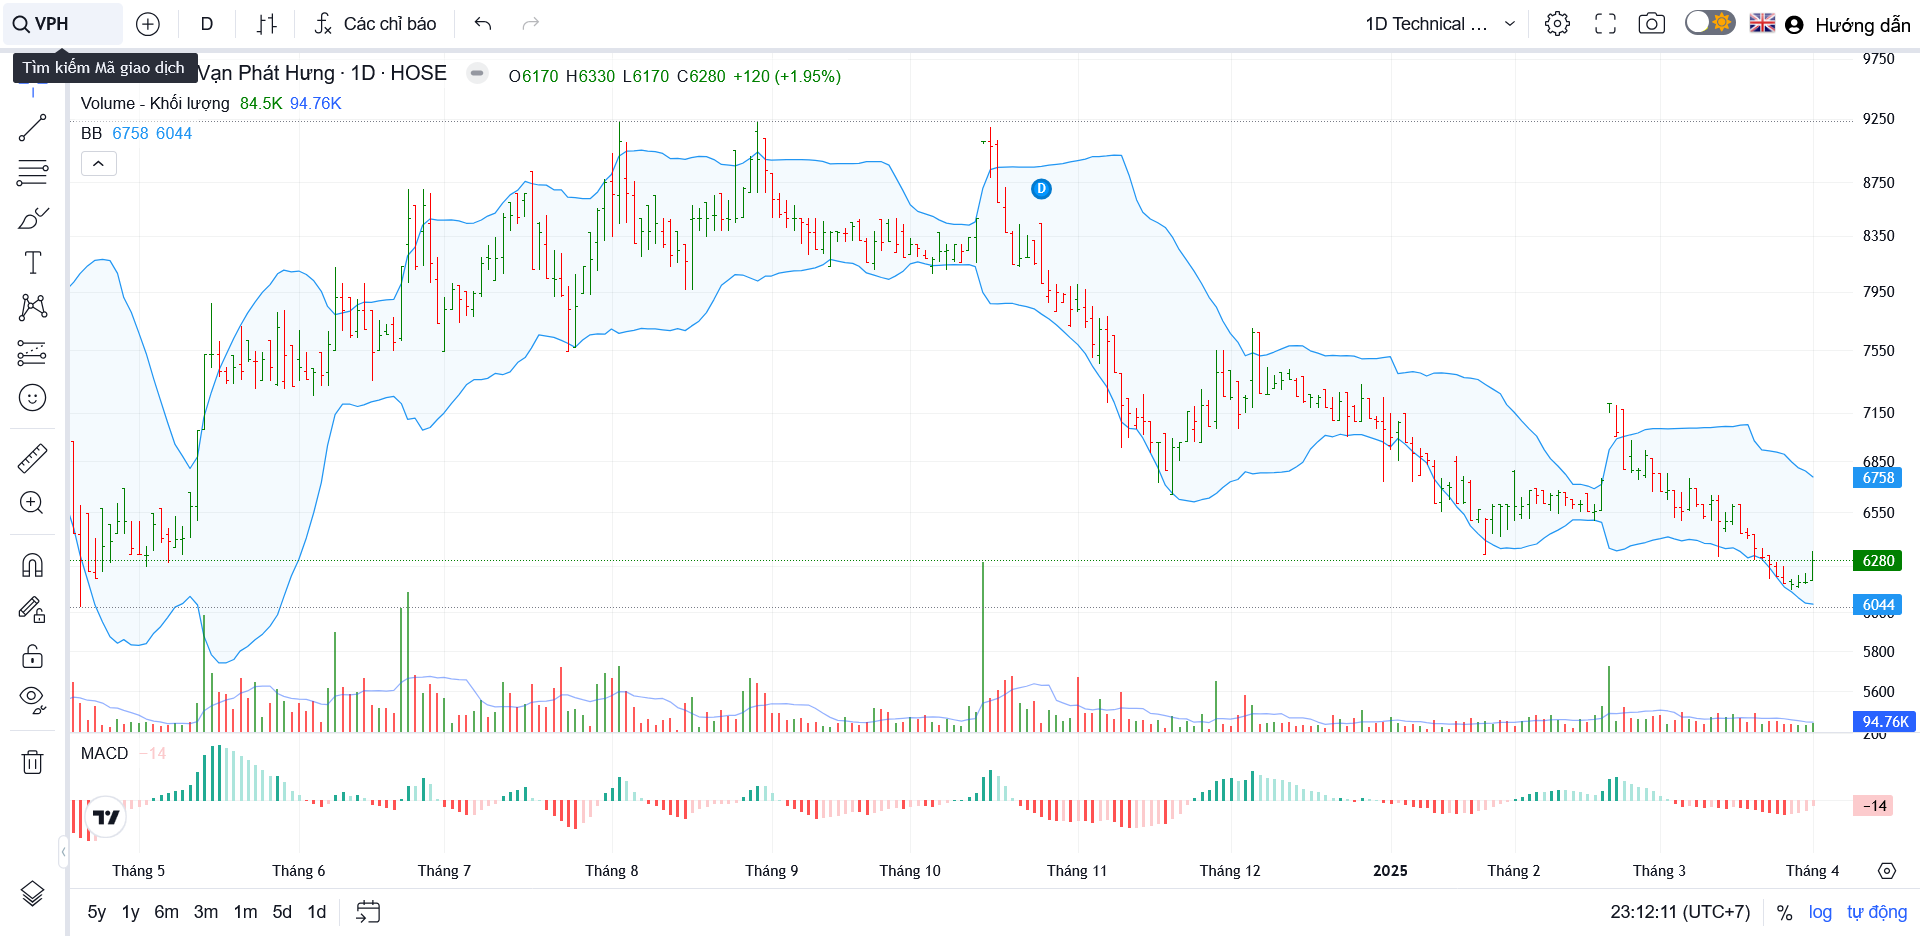 VPH
D
Các chỉ báo
1D Technical ...
Hướng dẫn
Tìm kiếm Mã giao dịch
Vạn Phát Hưng · 1D · HOSE
O6170 H6330 L6170 C6280 +120 (+1.95%)
Volume - Khối lượng 84.5K 94.76K
BB 6758 6044
D
9750
9250
8750
8350
7950
7550
7150
6850
6758
6550
6280
6044
5800
5600
94.76K
200
MACD −14
−14
Tháng 5 Tháng 6 Tháng 7 Tháng 8 Tháng 9 Tháng 10 Tháng 11 Tháng 12 2025 Tháng 2 Tháng 3 Tháng 4
5y 1y 6m 3m 1m 5d 1d
23:12:11 (UTC+7) % log tự động